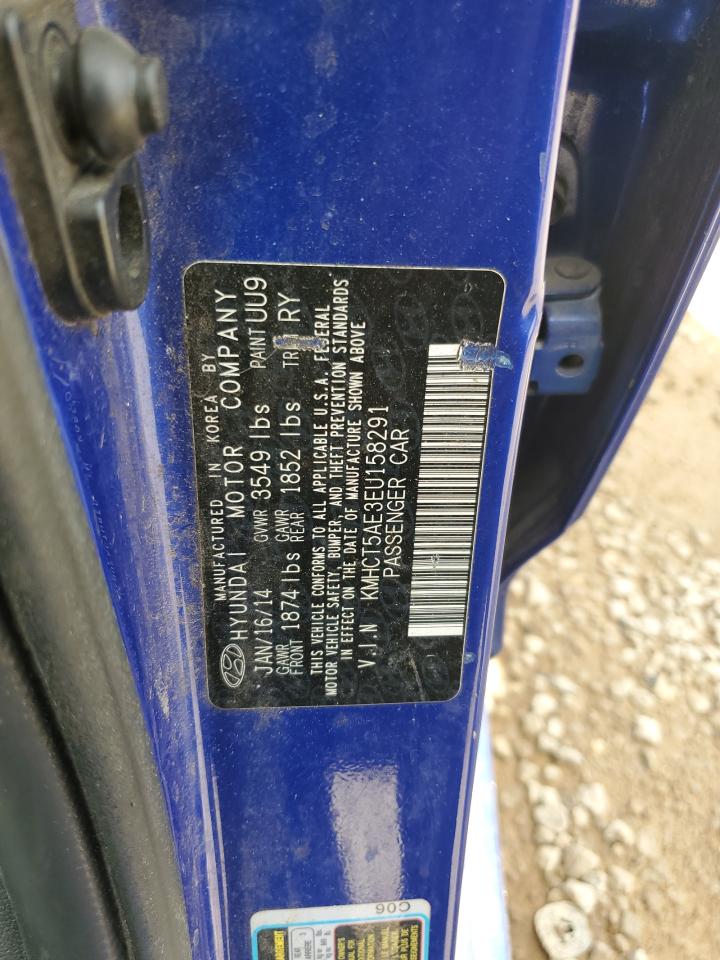 MANUFACTURED IN KOREA BY
HYUNDAI MOTOR COMPANY
JAN/16/14 GVWR 3549 lbs PAINT UU9
GAWR FRONT 1874 lbs GAWR REAR 1852 lbs RY
THIS VEHICLE CONFORMS TO ALL APPLICABLE U.S.A. FEDERAL
MOTOR VEHICLE SAFETY, BUMPER, AND THEFT PREVENTION STANDARDS
IN EFFECT ON THE DATE OF MANUFACTURE SHOWN ABOVE
V.I.N KMHCT5AE3EU158291
PASSENGER CAR
C06